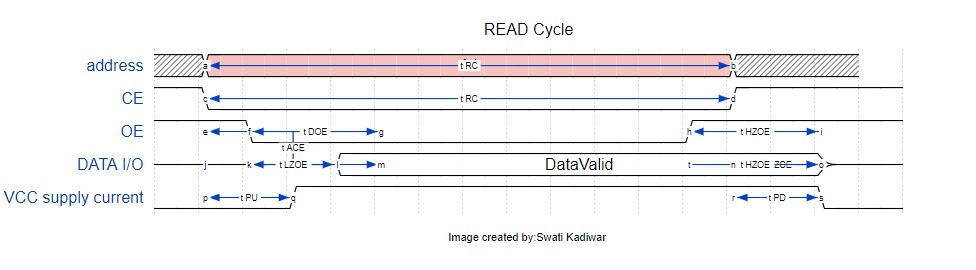 READ Cycle
address a t RC b
CE c t RC d
OE e f t DOE g h t HZOE i
t ACE
DATA I/O j k t LZOE l m DataValid t n t HZOE ZCE o
VCC supply current p t PU q r t PD s
Image created by:Swati Kadiwar